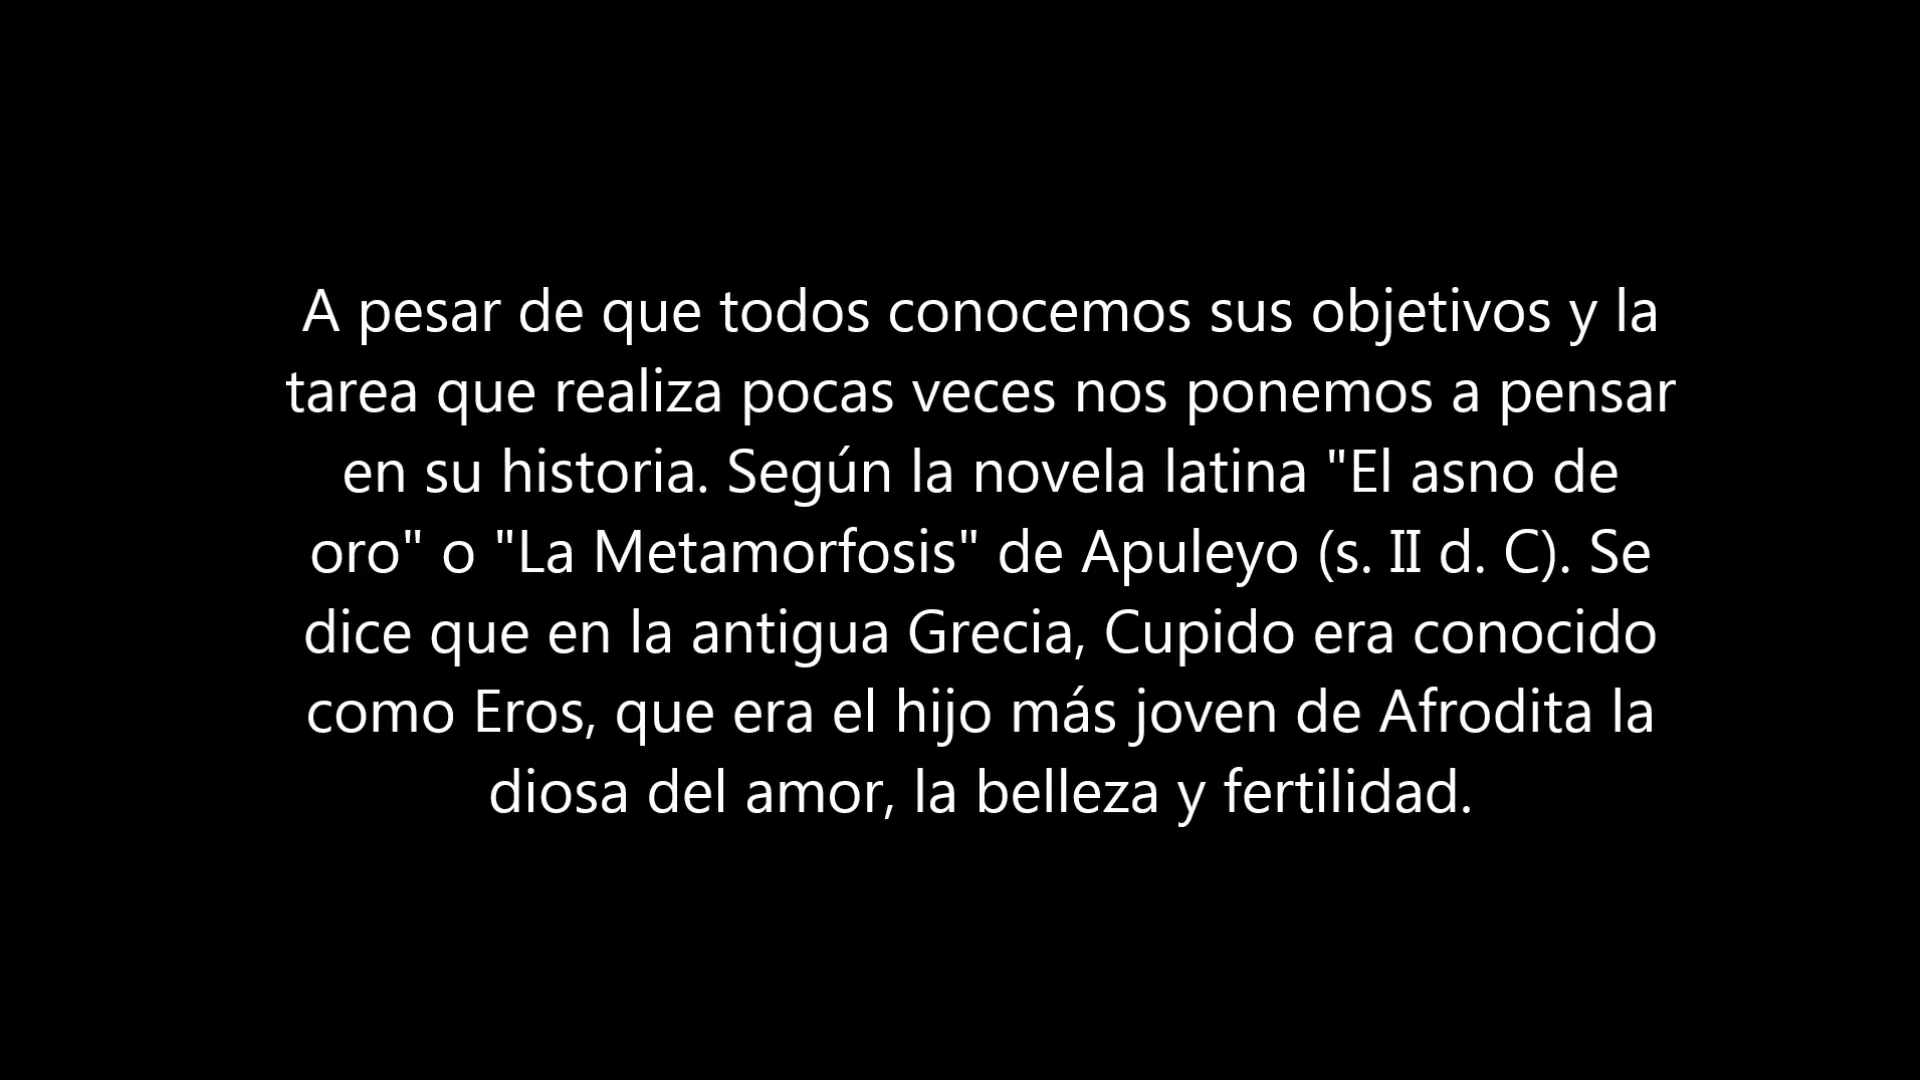 A pesar de que todos conocemos sus objetivos y la
tarea que realiza pocas veces nos ponemos a pensar
en su historia. Según la novela latina "El asno de
oro" o "La Metamorfosis" de Apuleyo (s. II d. C). Se
dice que en la antigua Grecia, Cupido era conocido
como Eros, que era el hijo más joven de Afrodita la
diosa del amor, la belleza y fertilidad.